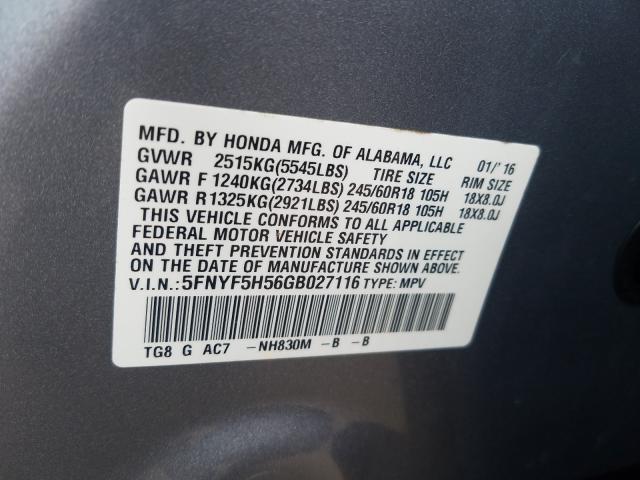 MFD. BY HONDA MFG. OF ALABAMA, LLC 01/'16
GVWR 2515KG(5545LBS) TIRE SIZE RIM SIZE
GAWR F 1240KG(2734LBS) 245/60R18 105H 18X8.0J
GAWR R1325KG(2921LBS) 245/60R18 105H 18X8.0J
THIS VEHICLE CONFORMS TO ALL APPLICABLE
FEDERAL MOTOR VEHICLE SAFETY
AND THEFT PREVENTION STANDARDS IN EFFECT
ON THE DATE OF MANUFACTURE SHOWN ABOVE.
V.I.N.:5FNYF5H56GB027116 TYPE: MPV
TG8 G AC7 -NH830M -B -B